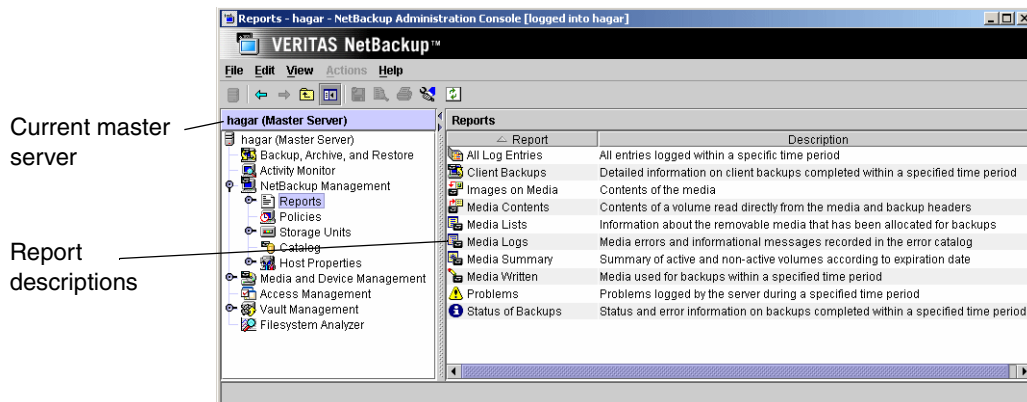 Reports - hagar - NetBackup Administration Console [logged into hagar]
VERITAS NetBackup™
File Edit View Actions Help
Current master server
hagar (Master Server)
hagar (Master Server)
Backup, Archive, and Restore
Activity Monitor
NetBackup Management
Reports
Policies
Storage Units
Catalog
Host Properties
Media and Device Management
Access Management
Vault Management
Filesystem Analyzer
Report descriptions
Reports
Report Description
All Log Entries All entries logged within a specific time period
Client Backups Detailed information on client backups completed within a specified time period
Images on Media Contents of the media
Media Contents Contents of a volume read directly from the media and backup headers
Media Lists Information about the removable media that has been allocated for backups
Media Logs Media errors and informational messages recorded in the error catalog
Media Summary Summary of active and non-active volumes according to expiration date
Media Written Media used for backups within a specified time period
Problems Problems logged by the server during a specified time period
Status of Backups Status and error information on backups completed within a specified time period